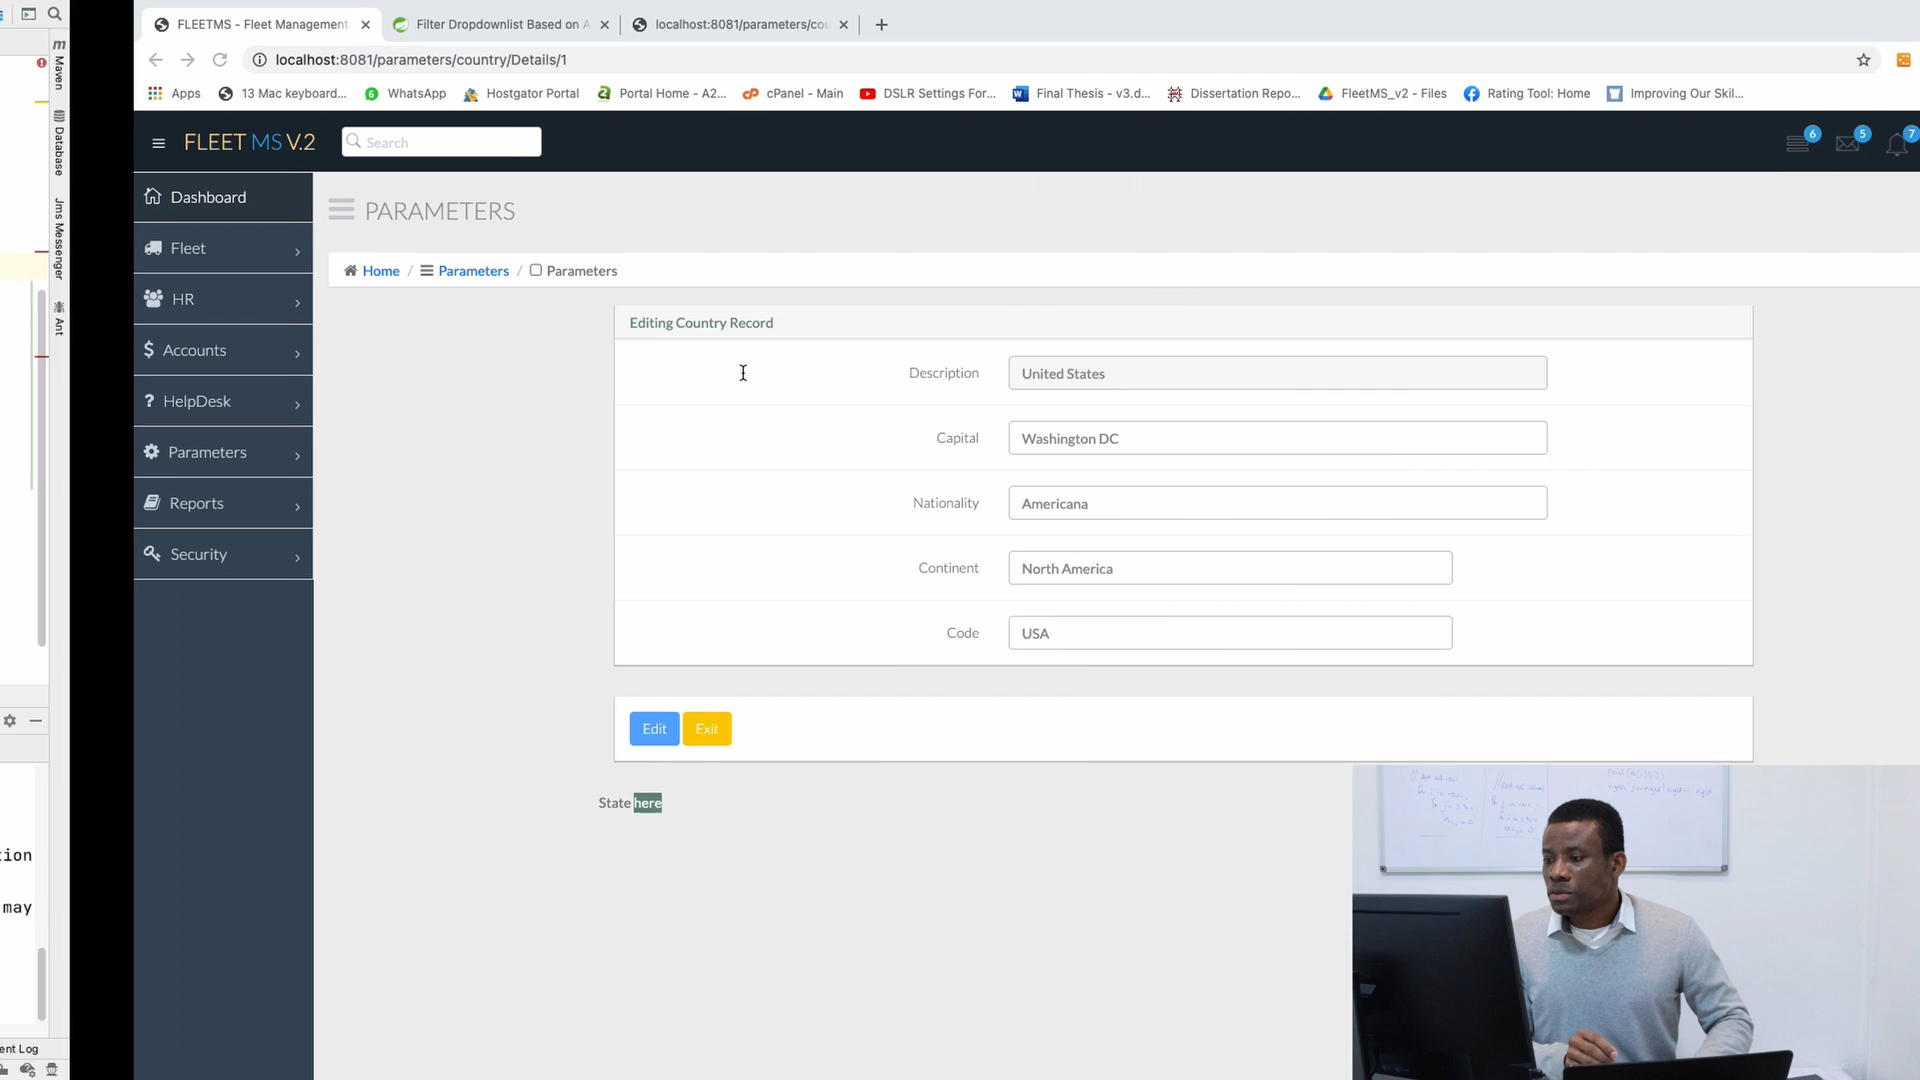 FLEETMS - Fleet Management
Filter Dropdownlist Based on A
localhost:8081/parameters/cou
localhost:8081/parameters/country/Details/1
Apps
13 Mac keyboard...
WhatsApp
Hostgator Portal
Portal Home - A2...
cPanel - Main
DSLR Settings For...
Final Thesis - v3.d...
Dissertation Repo...
FleetMS_v2 - Files
Rating Tool: Home
Improving Our Skil...
m
Maven
Database
Jms Messenger
Ant
FLEET MS V.2
Search
6
5
7
Dashboard
Fleet
HR
Accounts
HelpDesk
Parameters
Reports
Security
PARAMETERS
Home / Parameters / Parameters
Editing Country Record
Description United States
Capital Washington DC
Nationality Americana
Continent North America
Code USA
Edit Exit
State here
tion
may
ent Log